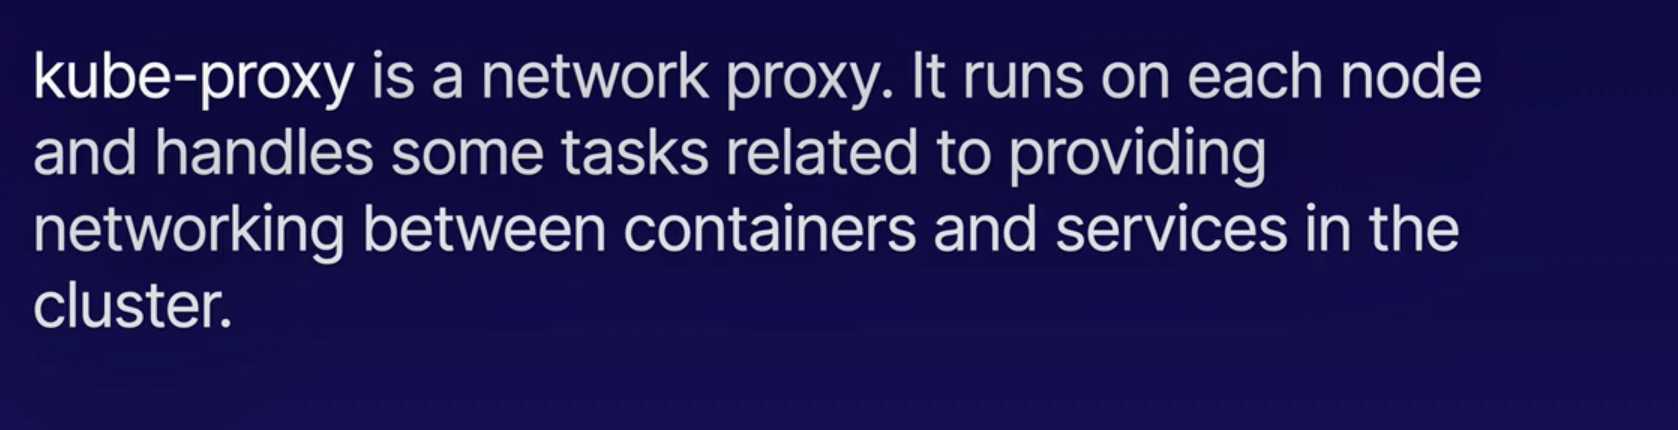 kube-proxy is a network proxy. It runs on each node
and handles some tasks related to providing
networking between containers and services in the
cluster.